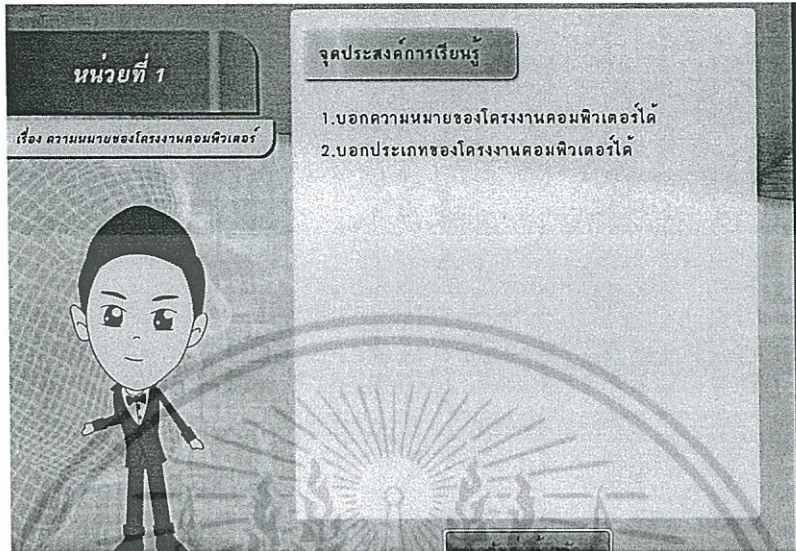 หน่วยที่ 1
เรื่อง ความหมายของโครงงานคอมพิวเตอร์
จุดประสงค์การเรียนรู้
1.บอกความหมายของโครงงานคอมพิวเตอร์ได้
2.บอกประเภทของโครงงานคอมพิวเตอร์ได้